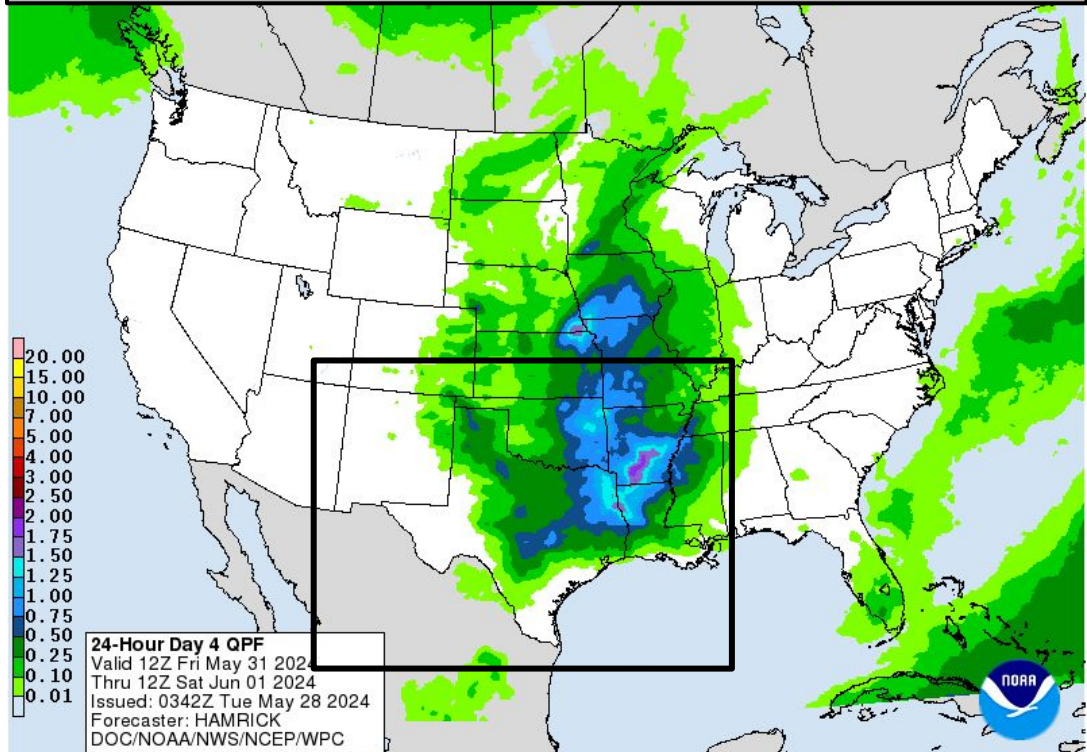 20.00
15.00
10.00
7.00
5.00
4.00
3.00
2.50
2.00
1.75
1.50
1.25
1.00
0.75
0.50
0.25
0.10
0.01
24-Hour Day 4 QPF
Valid 12Z Fri May 31 2024
Thru 12Z Sat Jun 01 2024
Issued: 0342Z Tue May 28 2024
Forecaster: HAMRICK
DOC/NOAA/NWS/NCEP/WPC
NOAA